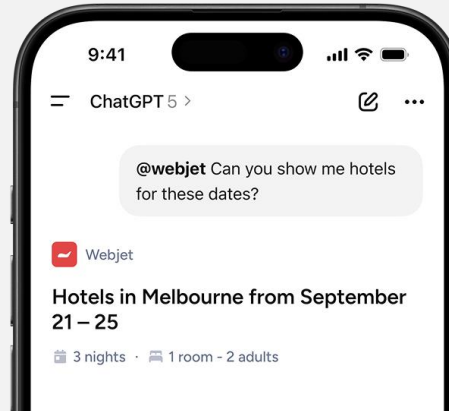 9:41
ChatGPT 5 >
@webjet Can you show me hotels
for these dates?
Webjet
Hotels in Melbourne from September
21 – 25
3 nights · 1 room - 2 adults